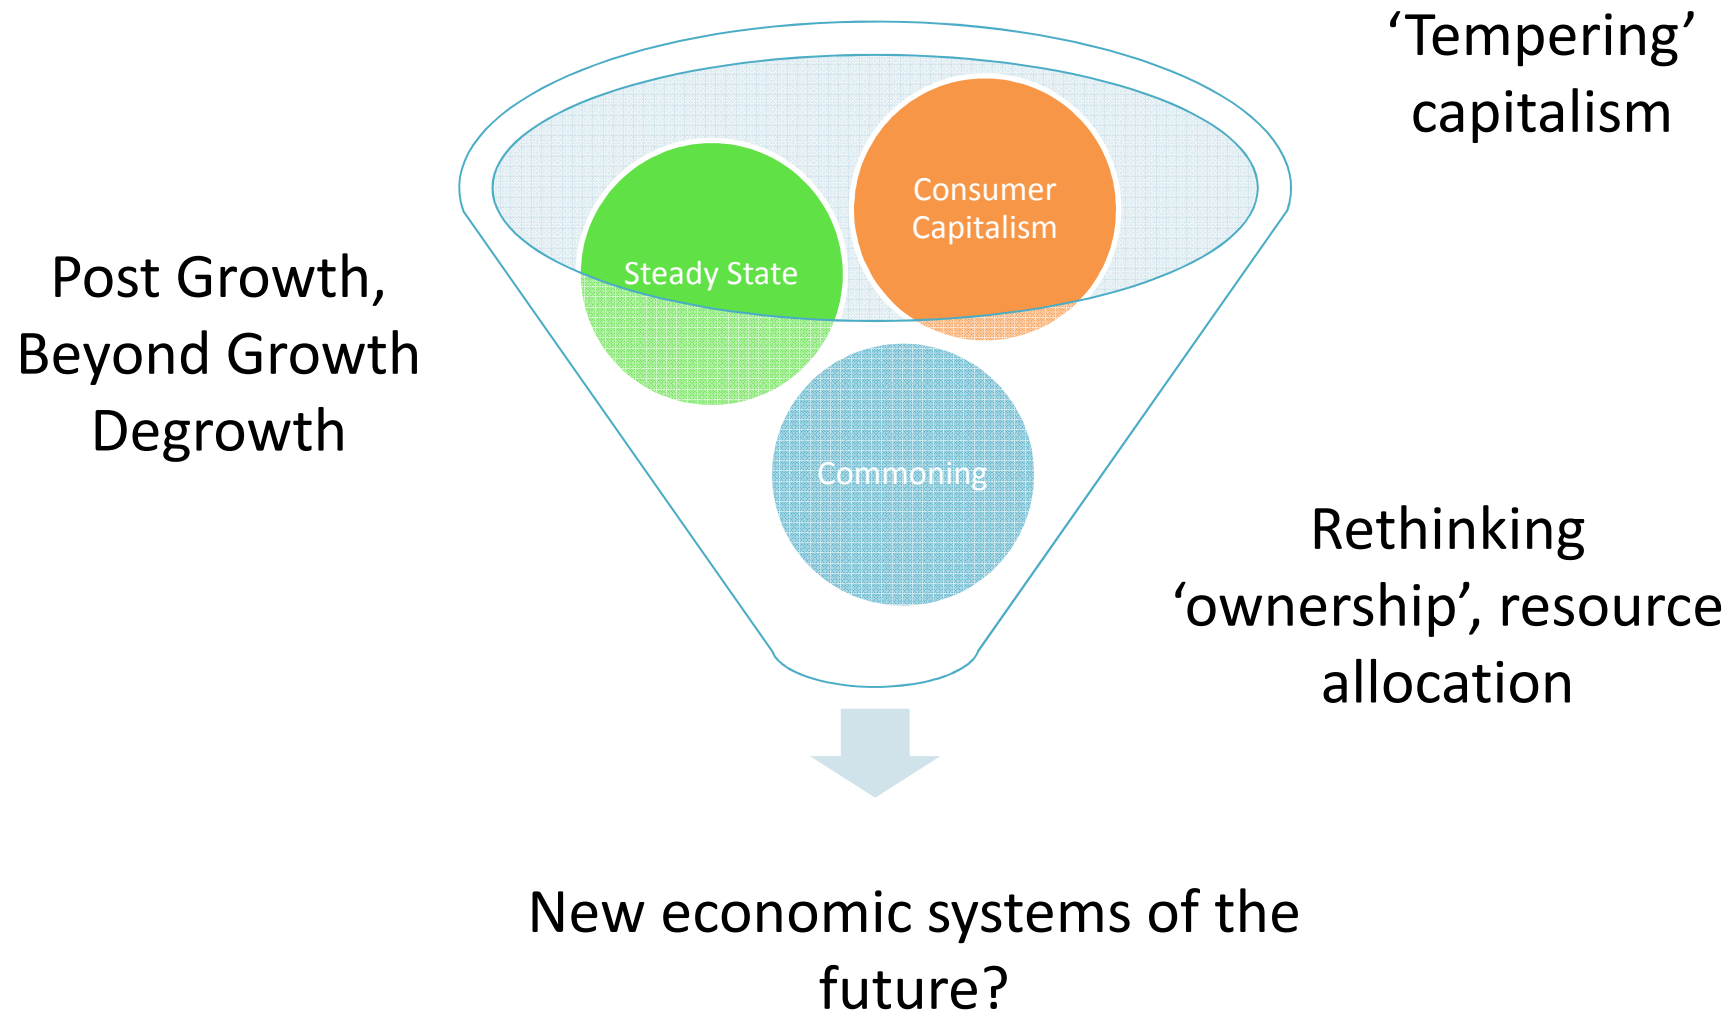 ‘Tempering’
capitalism
Consumer
Capitalism
Steady State
Post Growth,
Beyond Growth
Degrowth
Commoning
Rethinking
‘ownership’, resource
allocation
New economic systems of the
future?